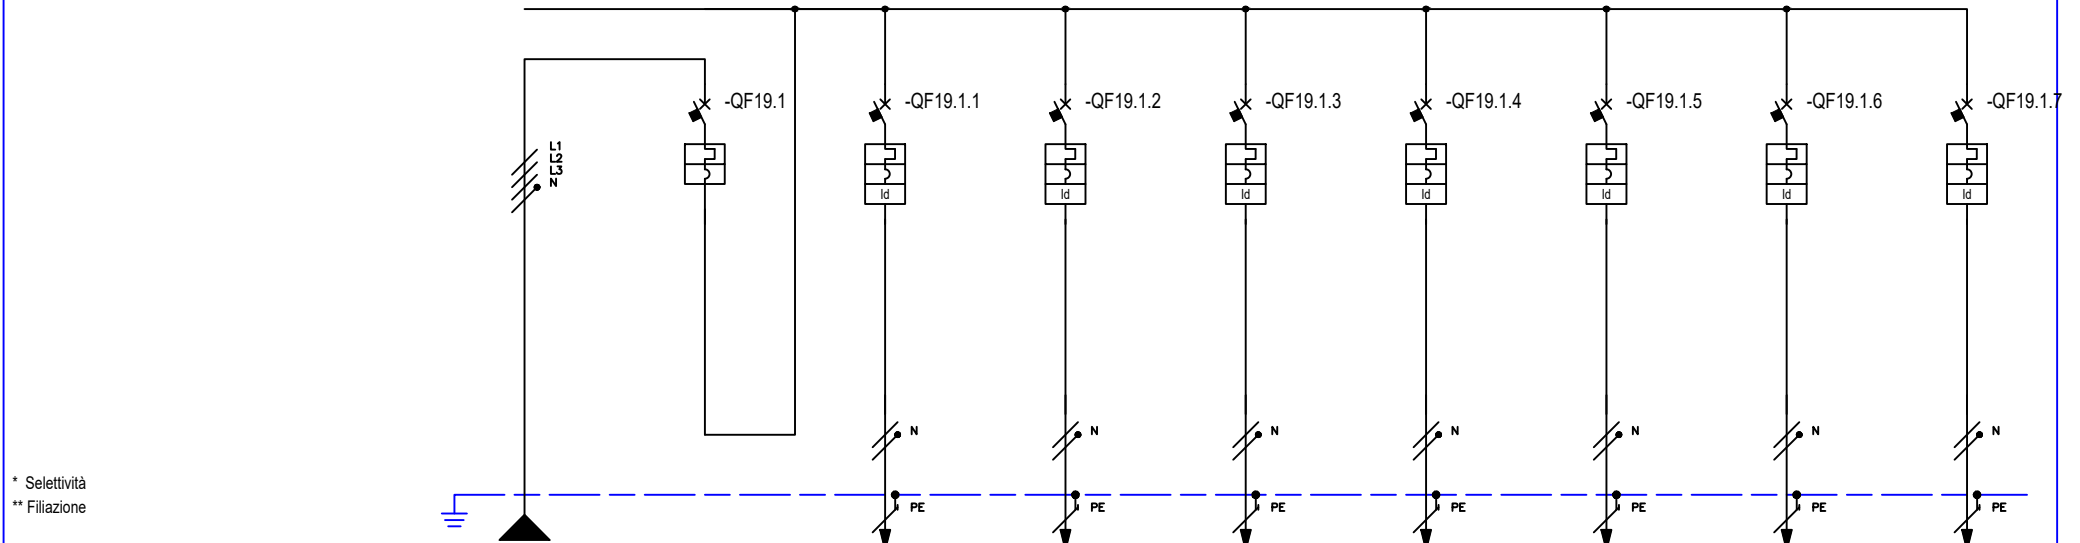 -QF19.1 -QF19.1.1 -QF19.1.2 -QF19.1.3 -QF19.1.4 -QF19.1.5 -QF19.1.6 -QF19.1.7
L1
L2
L3
N
Id Id Id Id Id Id Id
N N N N N N N
* Selettività
** Filiazione
PE PE PE PE PE PE PE